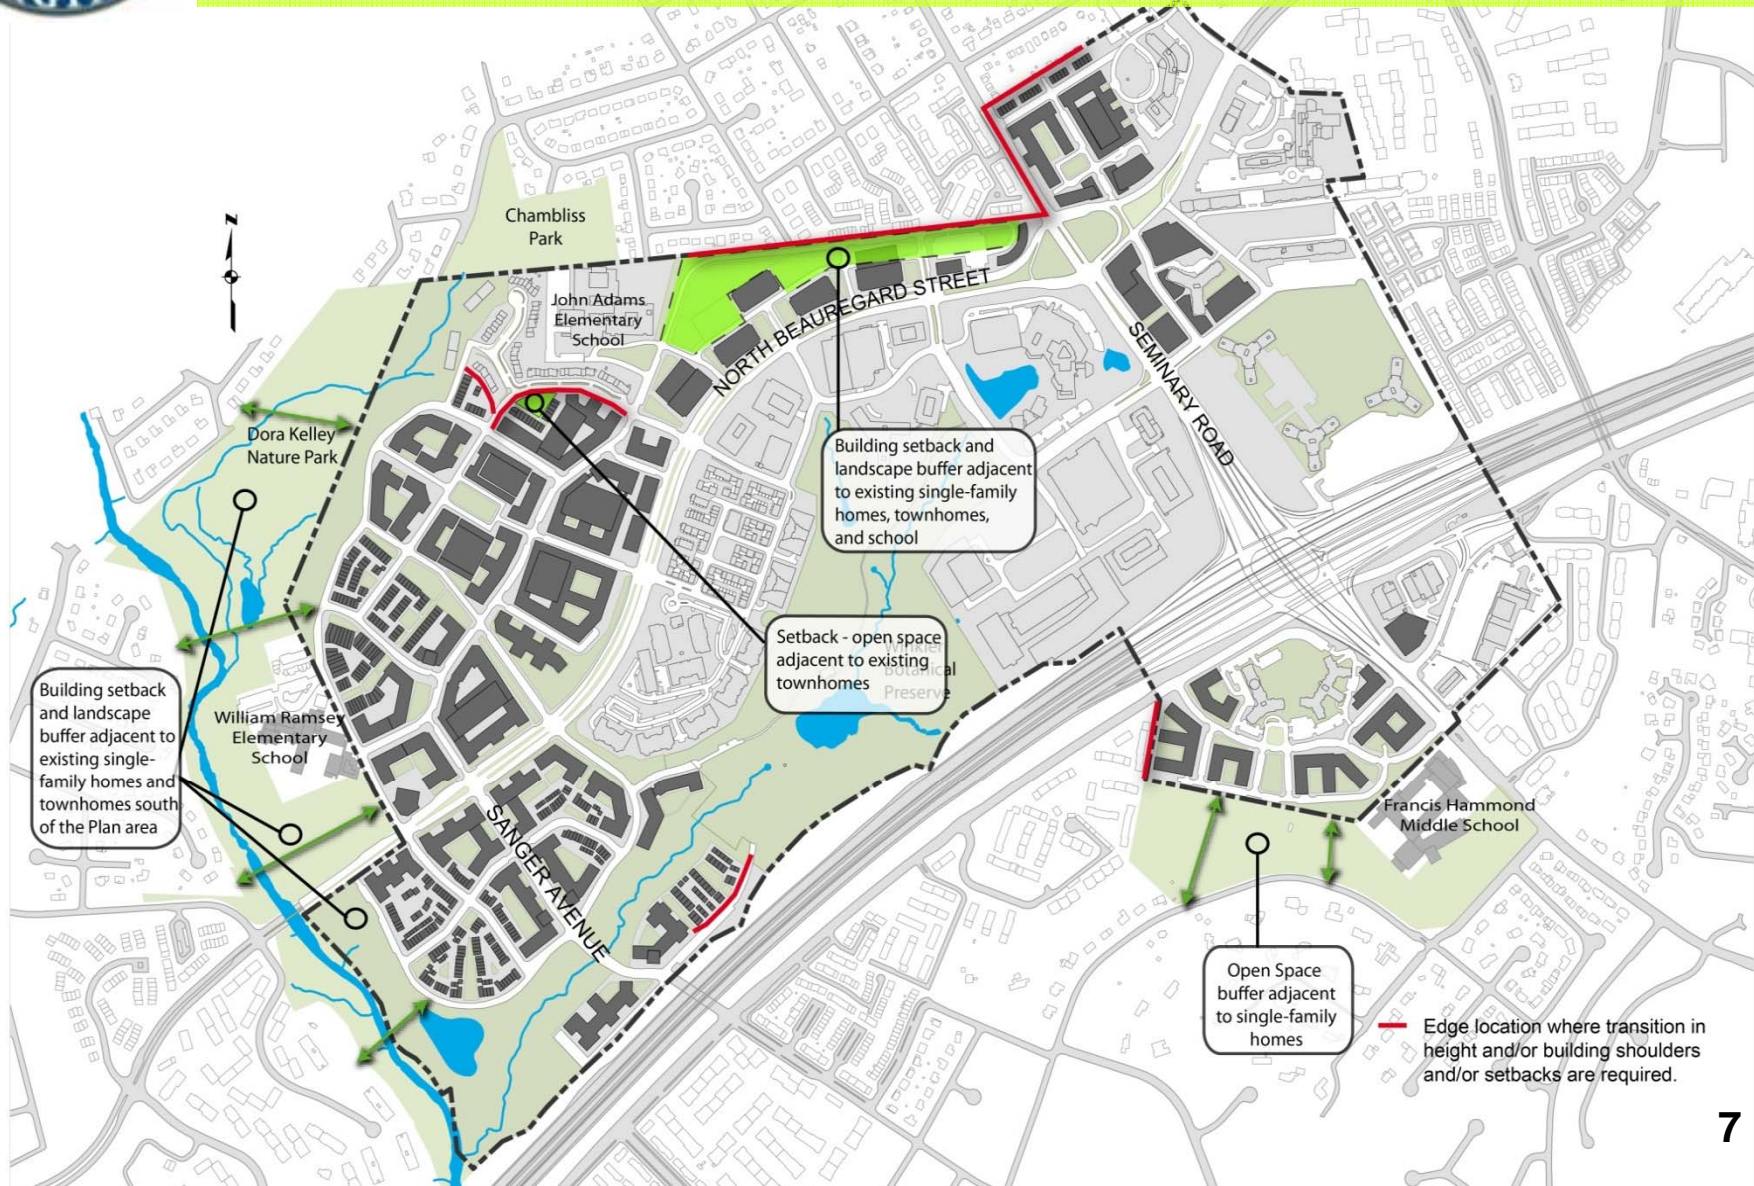 Chambliss
Park
N
John Adams
Elementary
School
NORTH BEAUREGARD STREET
SEMINARY ROAD
Dora Kelley
Nature Park
Building setback and
landscape buffer adjacent
to existing single-family
homes, townhomes,
and school
Setback - open space
adjacent to existing
townhomes
Winkler
Botanical
Preserve
Building setback
and landscape
buffer adjacent to
existing single-
family homes and
townhomes south
of the Plan area
William Ramsey
Elementary
School
SANGER AVENUE
Francis Hammond
Middle School
Open Space
buffer adjacent
to single-family
homes
Edge location where transition in
height and/or building shoulders
and/or setbacks are required.
7